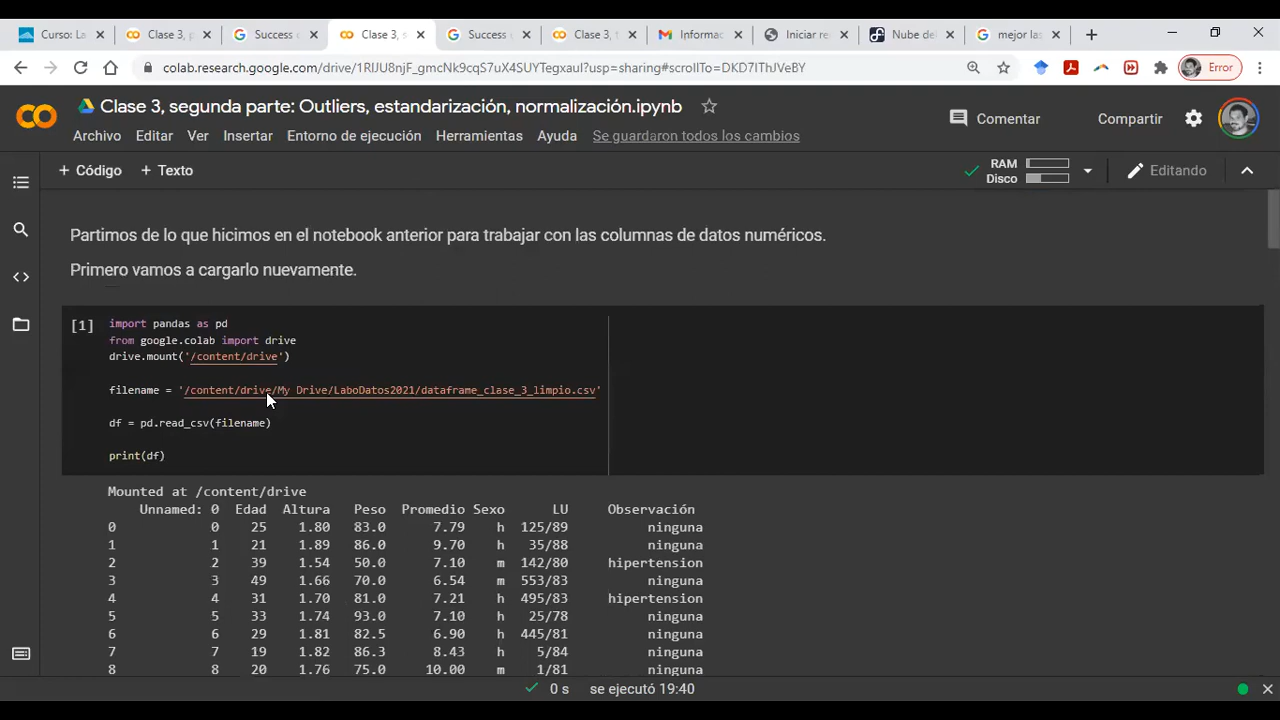 Curso: La
Clase 3, p
Success
Clase 3, s
Success
Clase 3, t
Informac
Iniciar re
Nube de
mejor las
colab.research.google.com/drive/1RlJU8njF_gmcNk9cqS7uX4SUYTegxauI?usp=sharing#scrollTo=DKD7IThJVeBY
Error
Clase 3, segunda parte: Outliers, estandarización, normalización.ipynb
Archivo Editar Ver Insertar Entorno de ejecución Herramientas Ayuda Se guardaron todos los cambios
Comentar Compartir
+ Código + Texto
RAM
Disco
Editando
Partimos de lo que hicimos en el notebook anterior para trabajar con las columnas de datos numéricos.
Primero vamos a cargarlo nuevamente.
[1]
import pandas as pd
from google.colab import drive
drive.mount('/content/drive')
filename = '/content/drive/My Drive/LaboDatos2021/dataframe_clase_3_limpio.csv'
df = pd.read_csv(filename)
print(df)
Mounted at /content/drive
Unnamed: 0 Edad Altura Peso Promedio Sexo LU Observación
0 0 25 1.80 83.0 7.79 h 125/89 ninguna
1 1 21 1.89 86.0 9.70 h 35/88 ninguna
2 2 39 1.54 50.0 7.10 m 142/80 hipertension
3 3 49 1.66 70.0 6.54 m 553/83 ninguna
4 4 31 1.70 81.0 7.21 h 495/83 hipertension
5 5 33 1.74 93.0 7.10 h 25/78 ninguna
6 6 29 1.81 82.5 6.90 h 445/81 ninguna
7 7 19 1.82 86.3 8.43 h 5/84 ninguna
8 8 20 1.76 75.0 10.00 m 1/81 ninguna
0 s se ejecutó 19:40